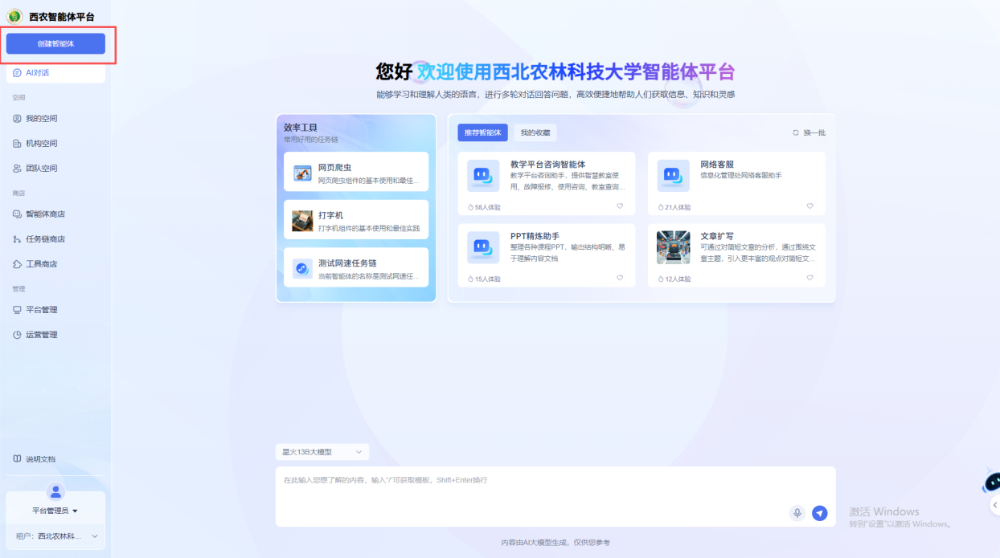 西农智能体平台
创建智能体
AI对话
空间
我的空间
机构空间
团队空间
商店
智能体商店
任务链商店
工具商店
管理
平台管理
运营管理
说明文档
平台管理员
租户：西北农林科...
您好 欢迎使用西北农林科技大学智能体平台
能够学习和理解人类的语言，进行多轮对话回答问题，高效便捷地帮助人们获取信息、知识和灵感
效率工具
常用好用的任务链
网页爬虫
网页爬虫组件的基本使用和最佳...
打字机
打字机组件的基本使用和最佳实践
测试网速任务链
当前智能体的名称是测试网速任...
推荐智能体
我的收藏
换一批
教学平台咨询智能体
教学平台咨询助手，提供智慧教室使
用、故障报修、使用咨询、教室查询...
58人体验
网络客服
信息化管理处网络客服助手
21人体验
PPT精炼助手
整理各种课程PPT，输出结构明晰、易
于理解内容文档
15人体验
文章扩写
可通过对简短文章的分析，通过围绕文
章主题，引入更丰富的观点对简短文...
12人体验
星火13B大模型
在此输入您想了解的内容，输入"/"可获取模板，Shift+Enter换行
激活 Windows
转到"设置"以激活 Windows。
内容由AI大模型生成，仅供您参考